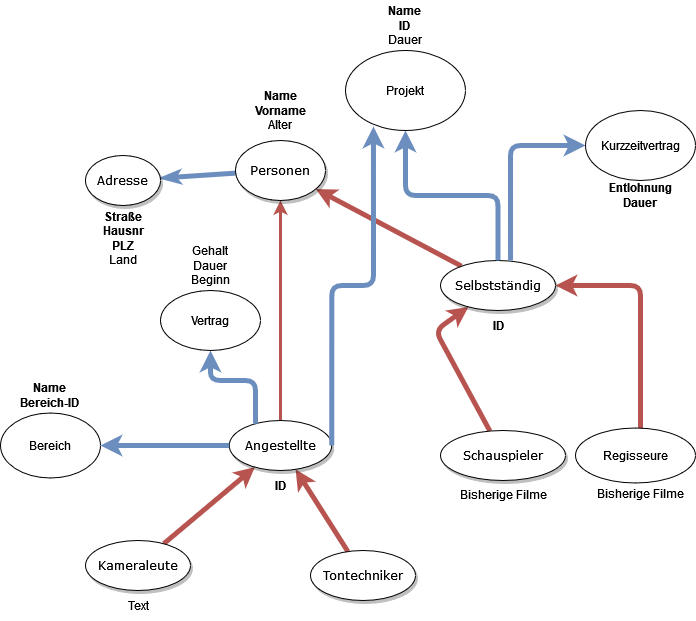 Name
ID
Dauer
Projekt
Name
Vorname
Alter
Personen
Kurzzeitvertrag
Entlohnung
Dauer
Adresse
Straße
Hausnr
PLZ
Land
Gehalt
Dauer
Beginn
Vertrag
Selbstständig
ID
Name
Bereich-ID
Bereich
Angestellte
ID
Schauspieler
Bisherige Filme
Regisseure
Bisherige Filme
Kameraleute
Text
Tontechniker